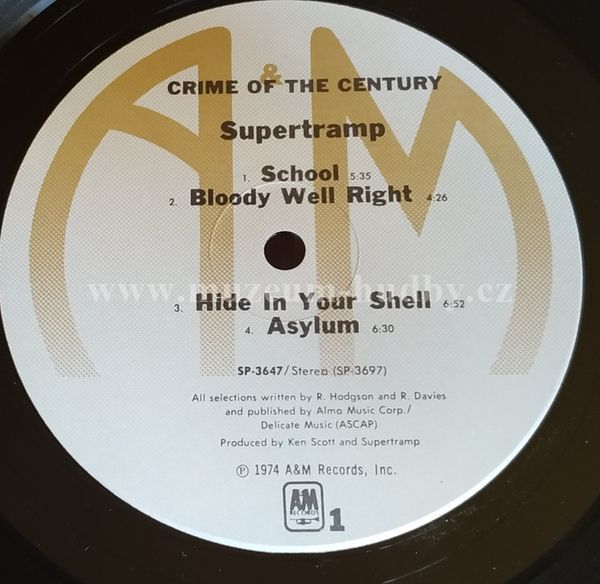 A & M
CRIME OF THE CENTURY
Supertramp
1. School 5:35
2. Bloody Well Right 4:26
www.muzeum-hudby.cz
3. Hide In Your Shell 6:52
4. Asylum 6:30
SP-3647/Stereo (SP-3697)
All selections written by R. Hodgson and R. Davies
and published by Almo Music Corp./
Delicate Music (ASCAP)
Produced by Ken Scott and Supertramp
℗ 1974 A&M Records, Inc.
A&M
RECORDS
1